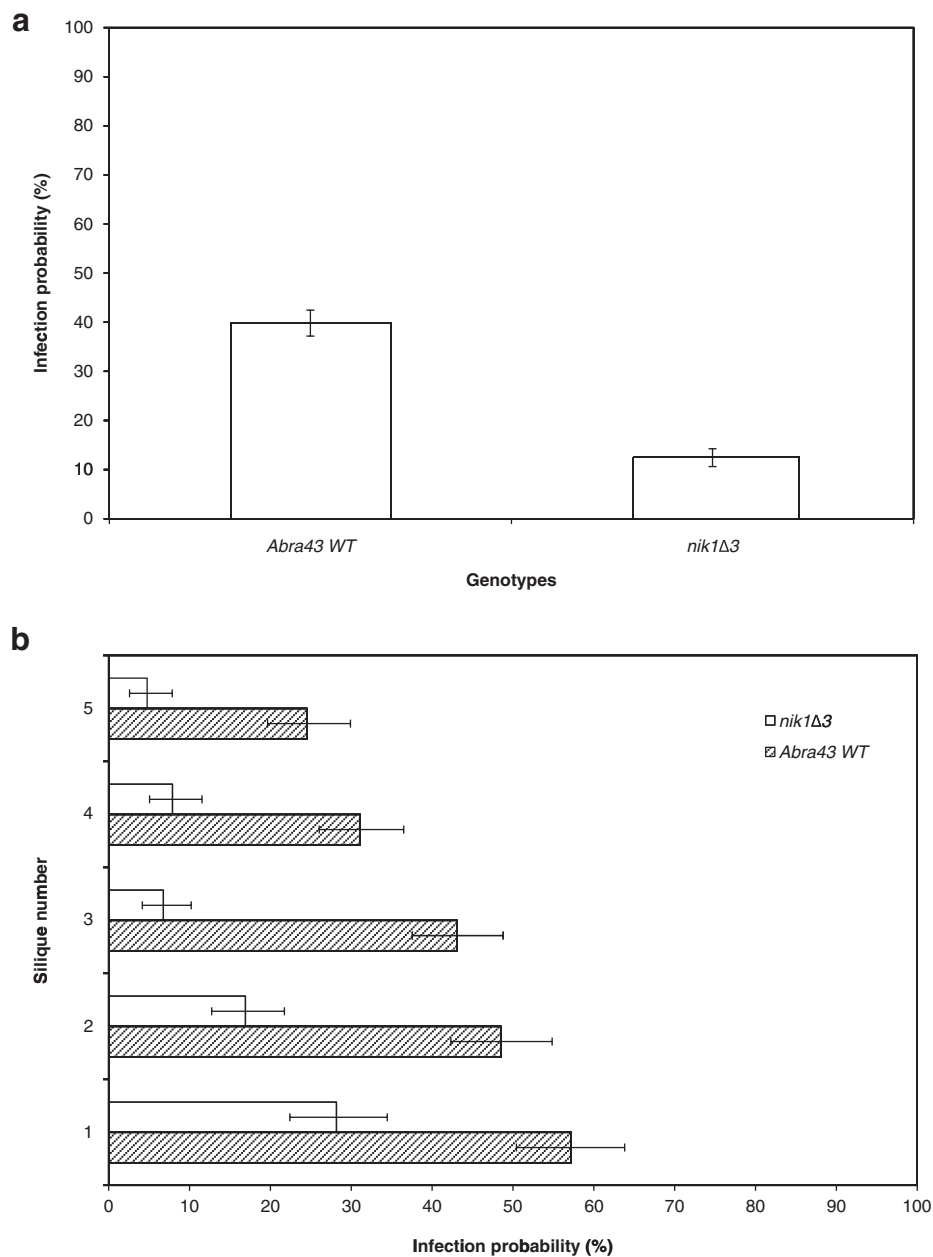 a
100
90
80
70
60
50
40
30
20
10
0
Infection probability (%)
Abra43 WT
nik1Δ3
Genotypes
b
5
4
3
2
1
Silique number
nik1Δ3
Abra43 WT
0 10 20 30 40 50 60 70 80 90 100
Infection probability (%)